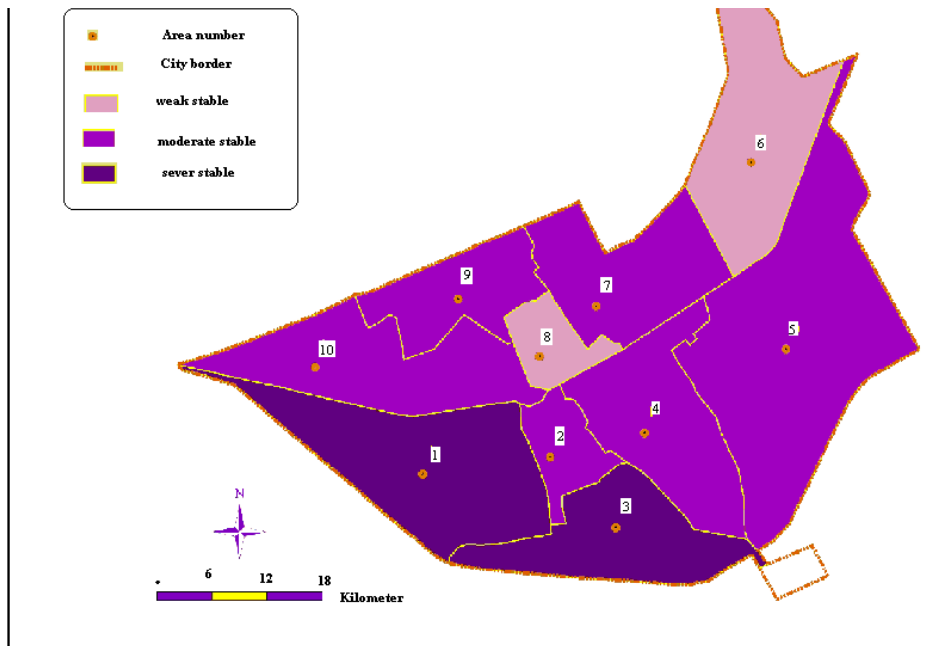 Area number
City border
weak stable
moderate stable
sever stable
6
9
7
8
5
10
4
2
1
3
N
6 12 18
Kilometer